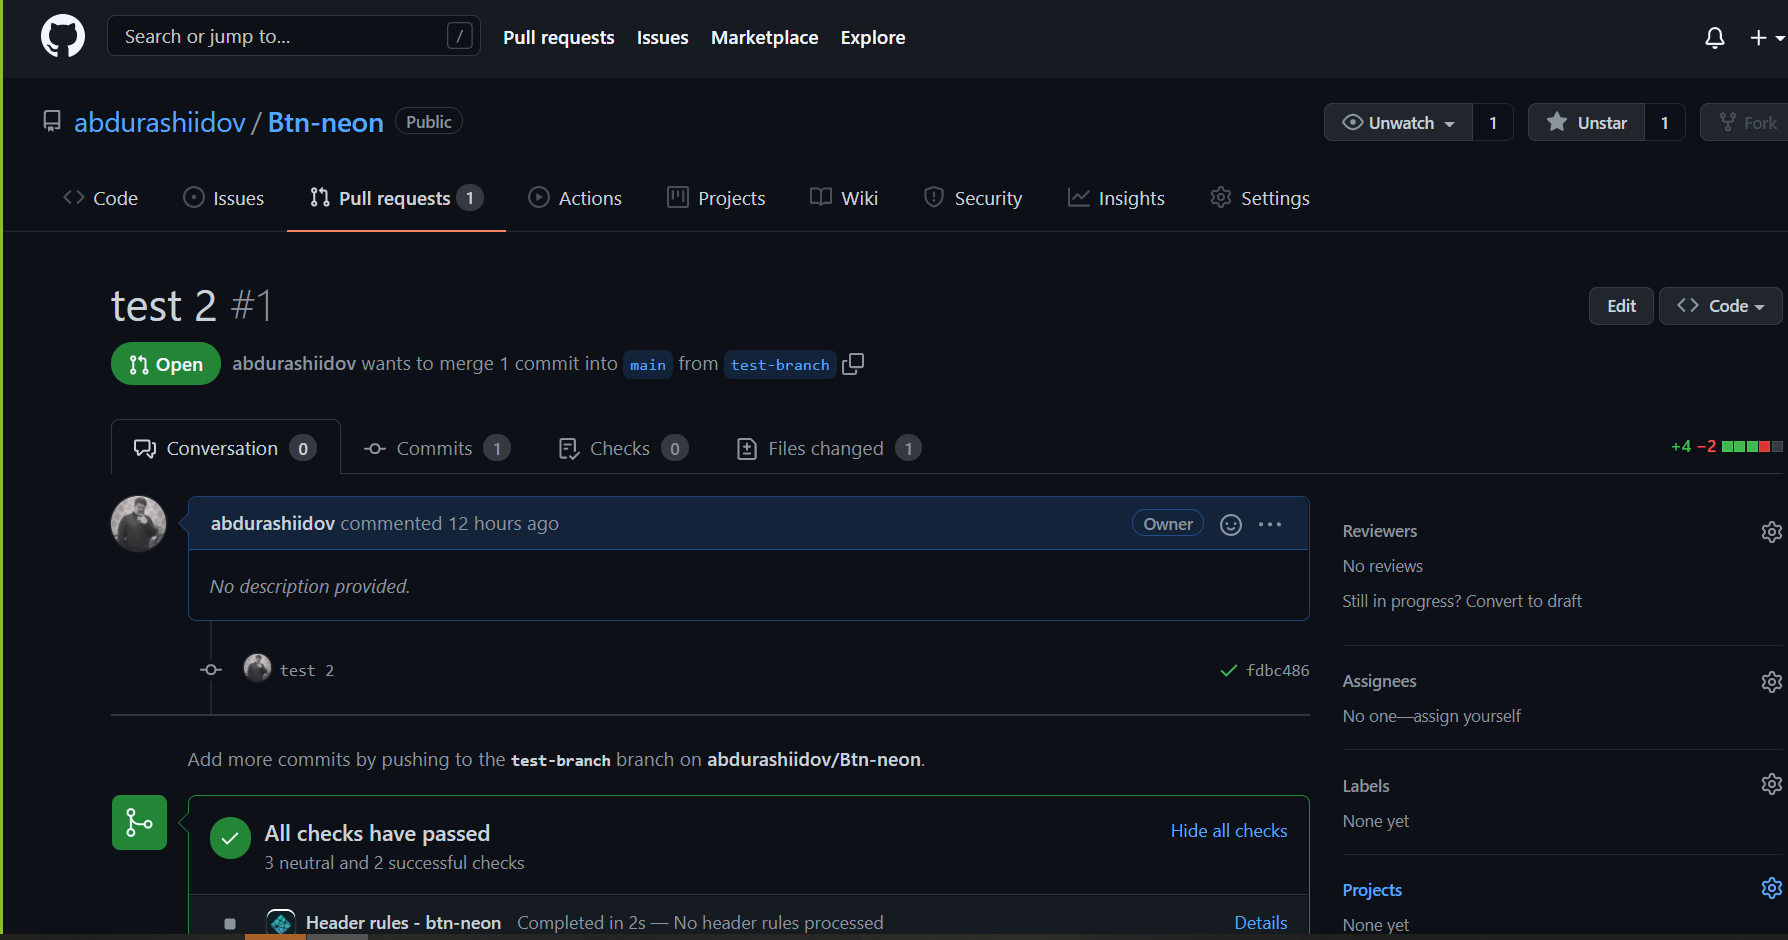 Search or jump to... /
Pull requests Issues Marketplace Explore
abdurashiidov / Btn-neon Public
Unwatch 1 Unstar 1 Fork
Code Issues Pull requests 1 Actions Projects Wiki Security Insights Settings
test 2 #1
Edit Code
Open abdurashiidov wants to merge 1 commit into main from test-branch
Conversation 0 Commits 1 Checks 0 Files changed 1
+4 −2
abdurashiidov commented 12 hours ago Owner
No description provided.
test 2 fdbc486
Add more commits by pushing to the test-branch branch on abdurashiidov/Btn-neon.
All checks have passed
Hide all checks
3 neutral and 2 successful checks
Header rules - btn-neon Completed in 2s — No header rules processed Details
Reviewers
No reviews
Still in progress? Convert to draft
Assignees
No one—assign yourself
Labels
None yet
Projects
None yet